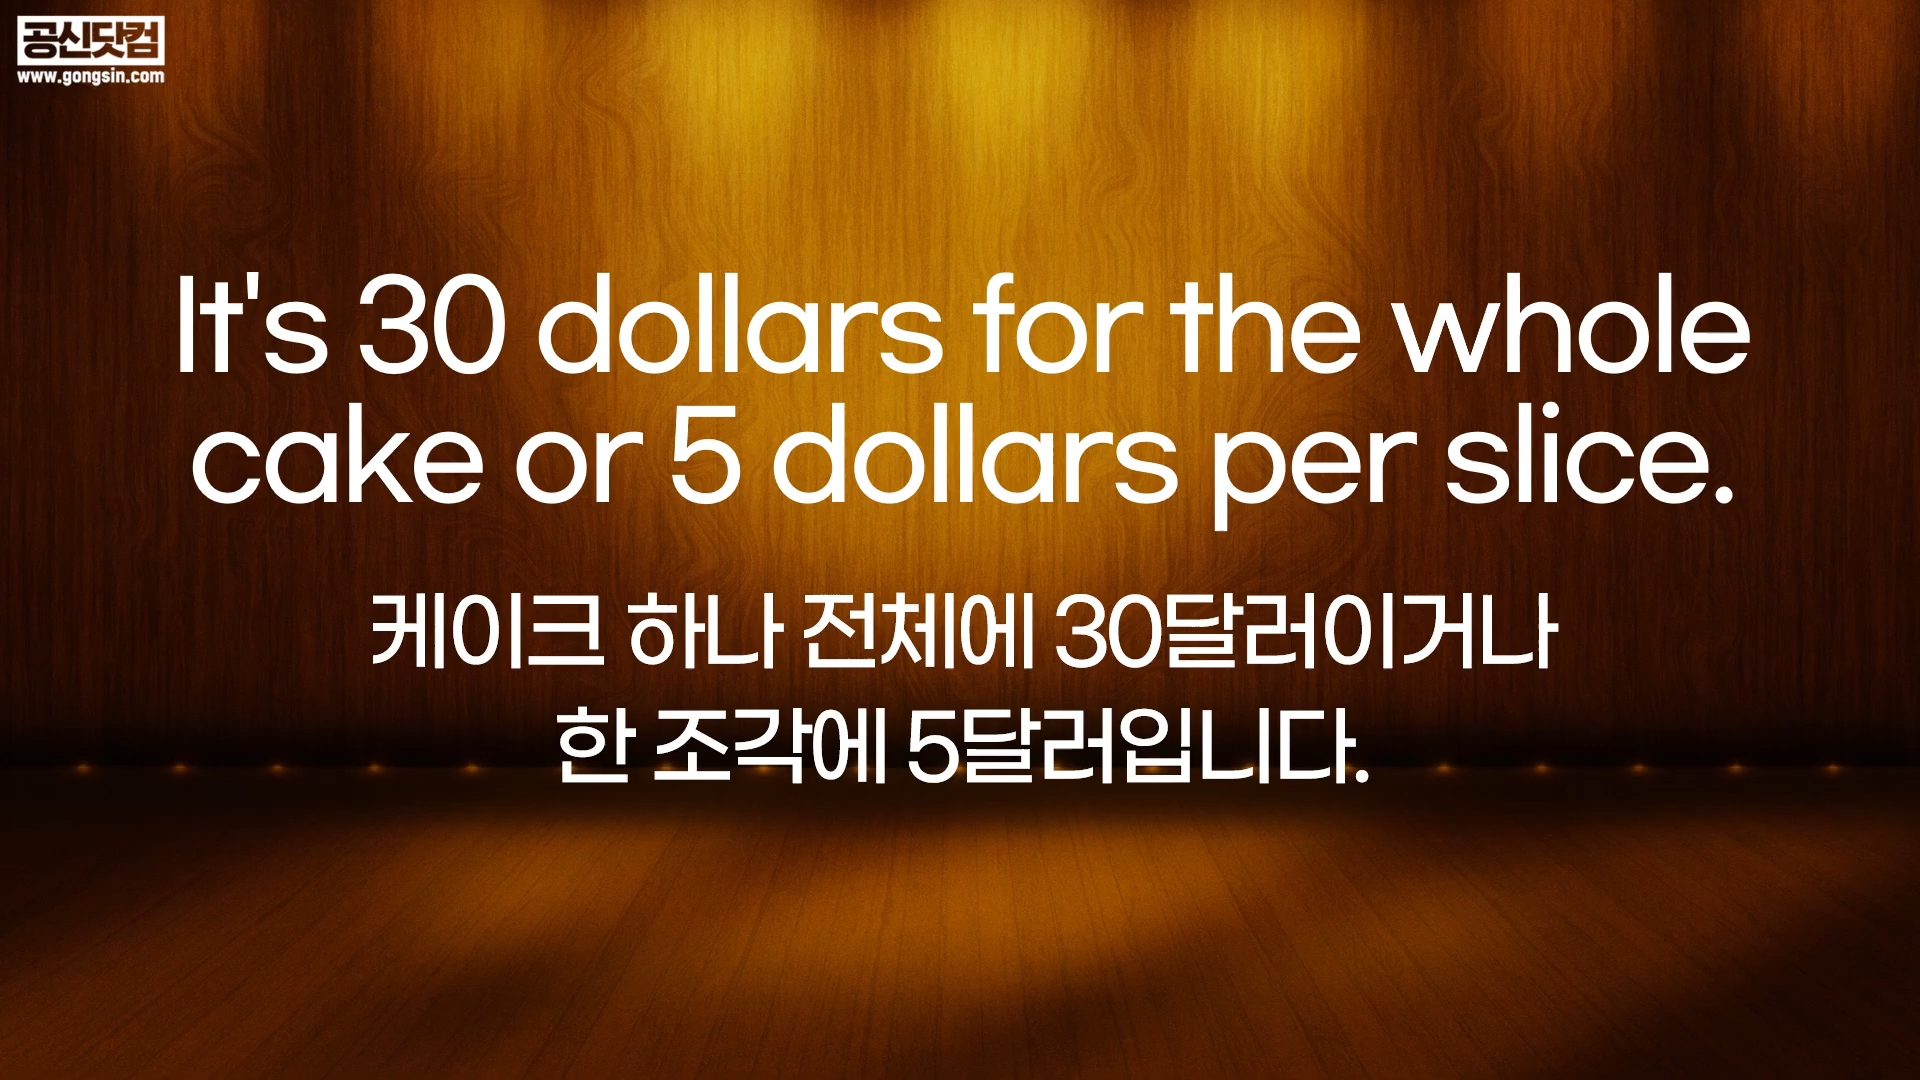 공신닷컴
www.gongsin.com
It's 30 dollars for the whole
cake or 5 dollars per slice.
케이크 하나 전체에 30달러이거나
한 조각에 5달러입니다.